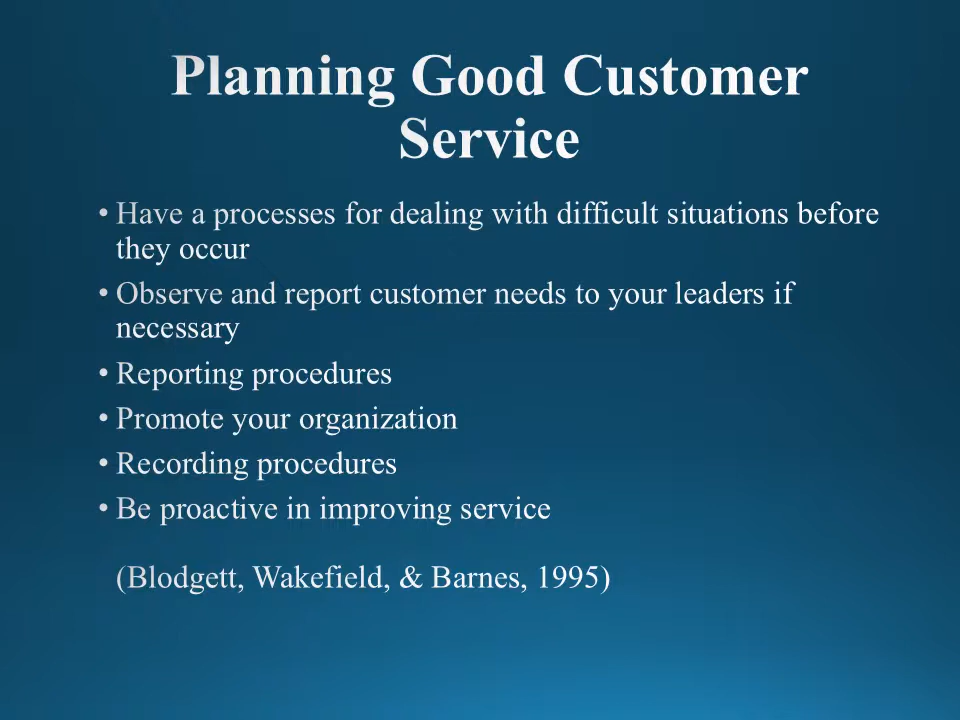 Planning Good Customer
Service
• Have a processes for dealing with difficult situations before
they occur
• Observe and report customer needs to your leaders if
necessary
• Reporting procedures
• Promote your organization
• Recording procedures
• Be proactive in improving service
(Blodgett, Wakefield, & Barnes, 1995)